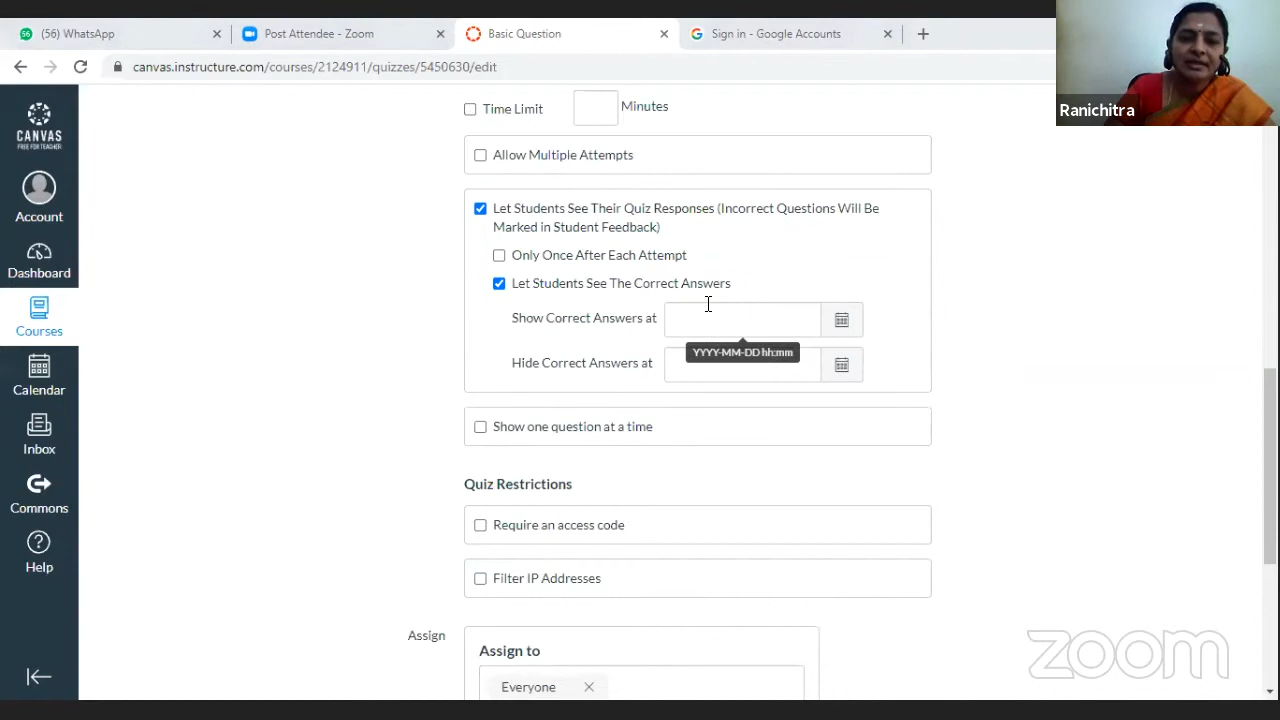 (56) WhatsApp
Post Attendee - Zoom
Basic Question
Sign in - Google Accounts
canvas.instructure.com/courses/2124911/quizzes/5450630/edit
Ranichitra
CANVAS
FREE FOR TEACHER
Account
Dashboard
Courses
Calendar
Inbox
Commons
Help
Time Limit
Minutes
Allow Multiple Attempts
Let Students See Their Quiz Responses (Incorrect Questions Will Be
Marked in Student Feedback)
Only Once After Each Attempt
Let Students See The Correct Answers
Show Correct Answers at
YYYY-MM-DD hh:mm
Hide Correct Answers at
Show one question at a time
Quiz Restrictions
Require an access code
Filter IP Addresses
Assign
Assign to
Everyone
zoom